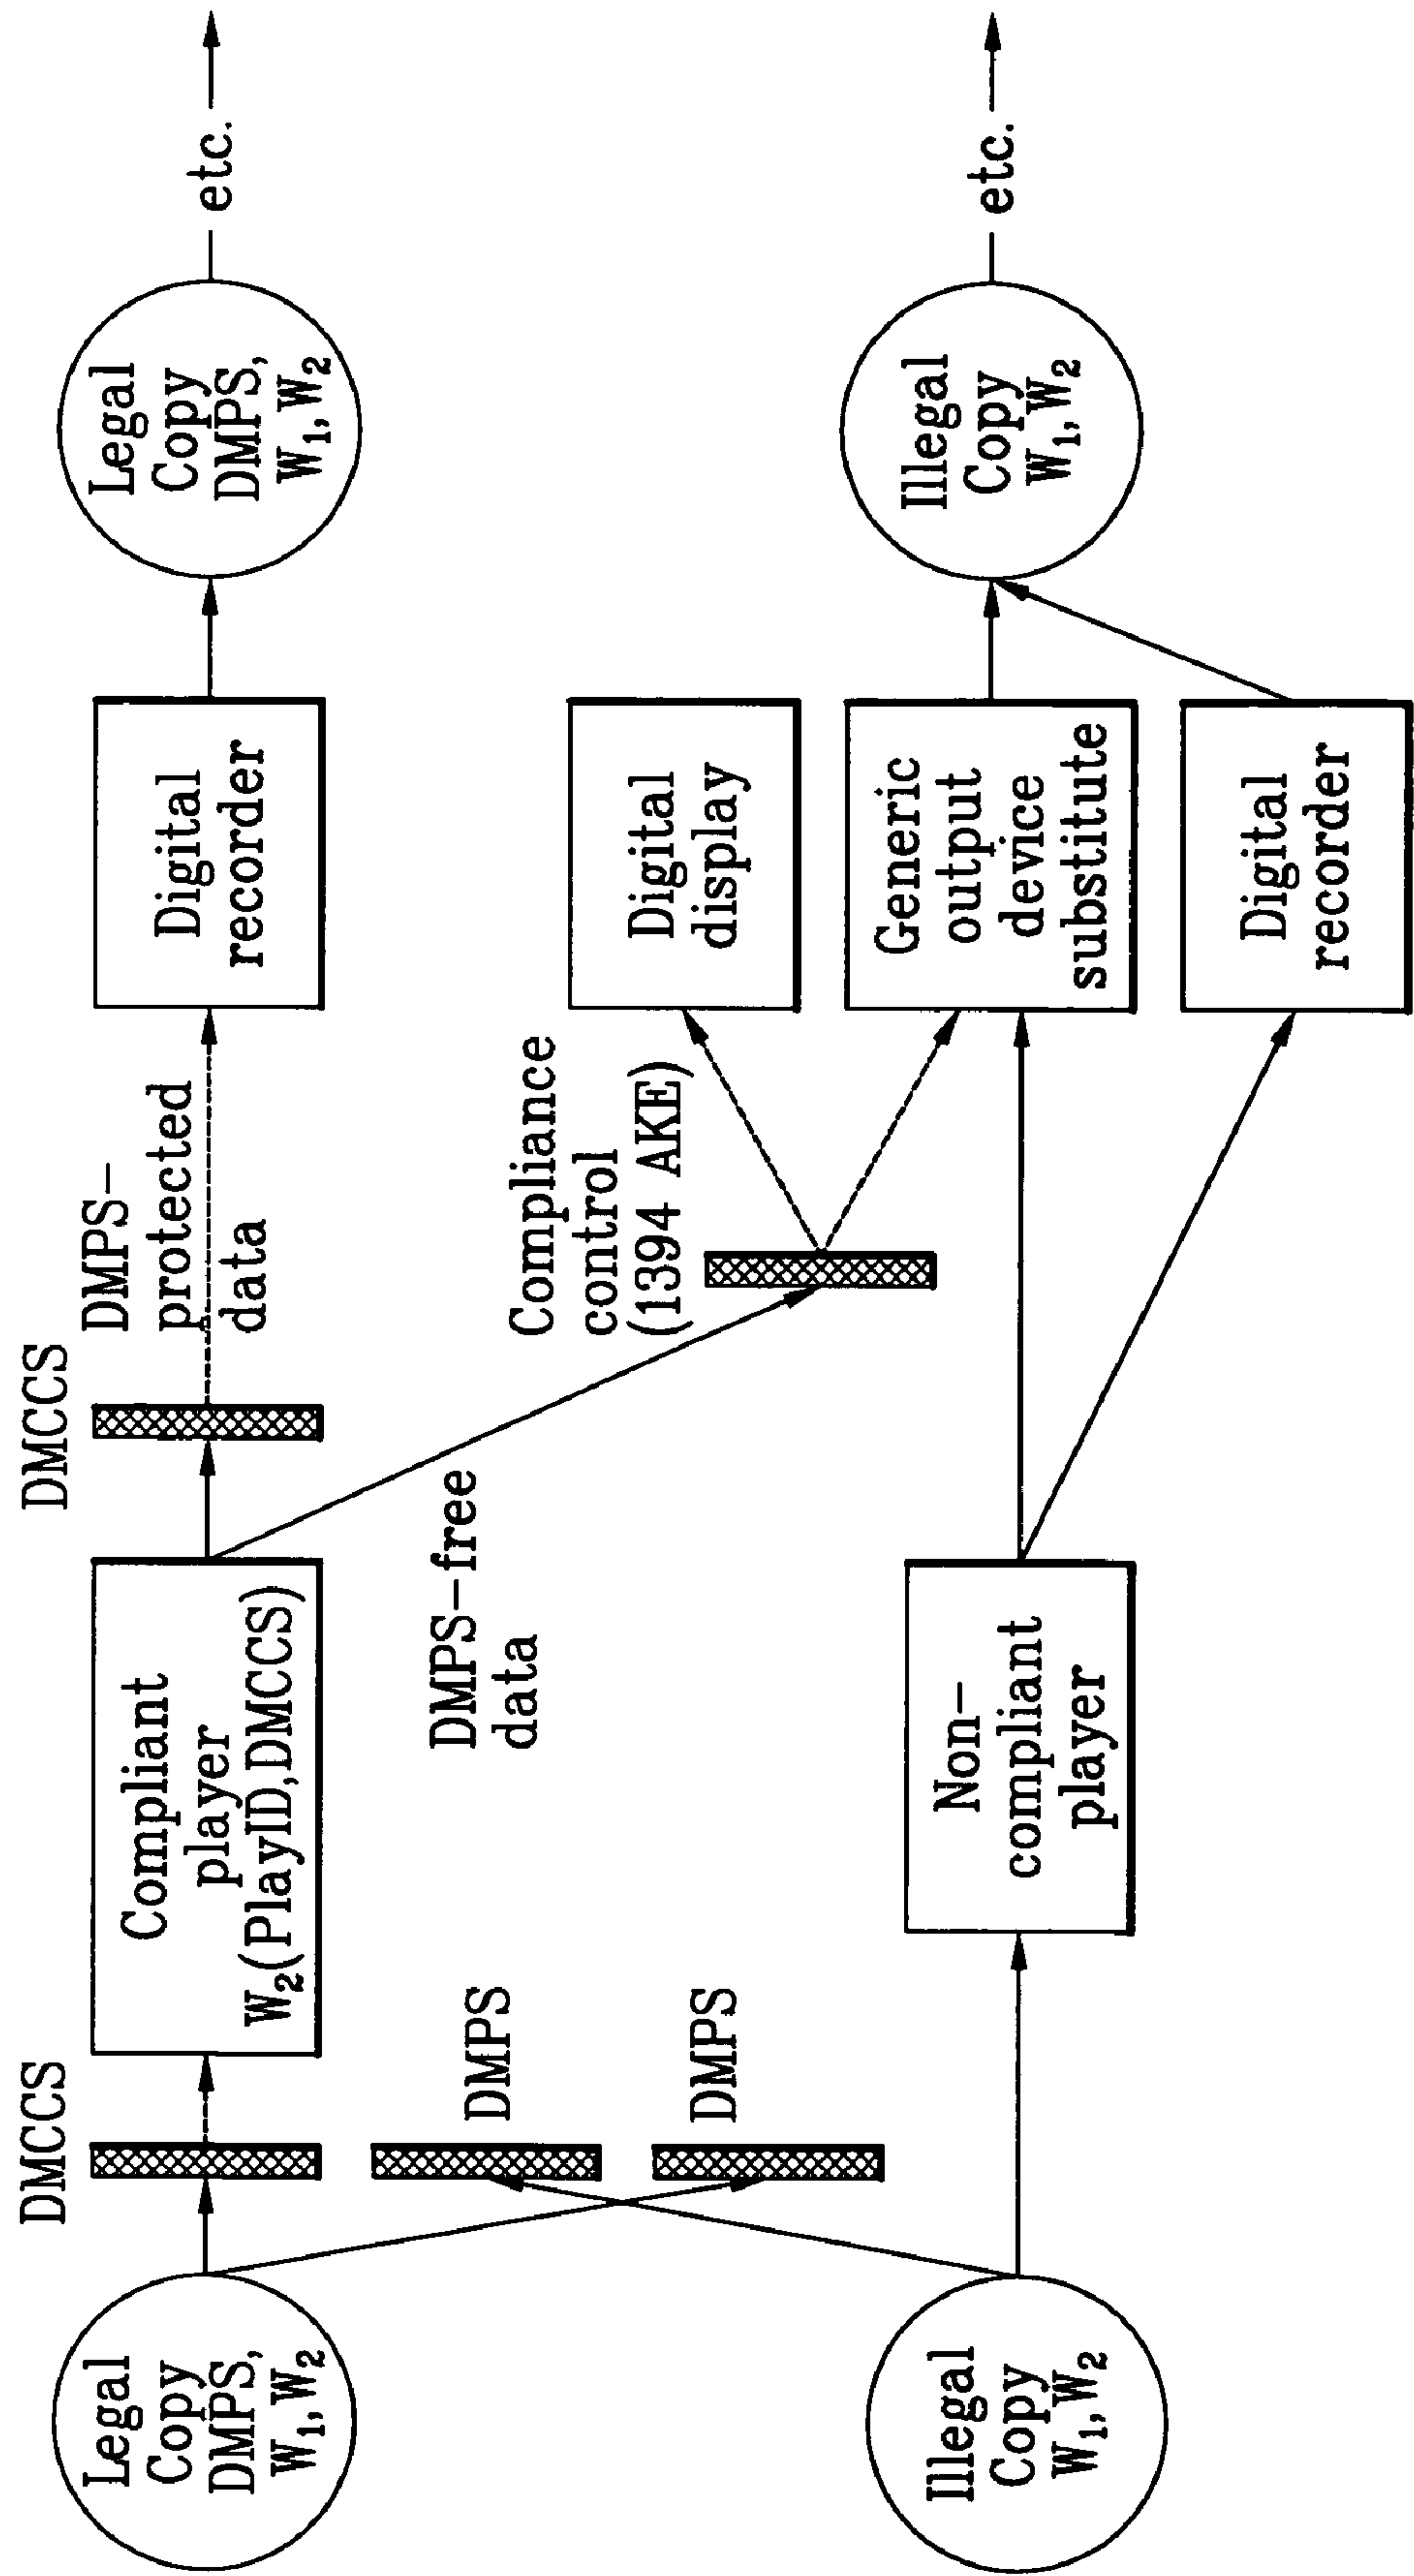 Legal
Copy
DMPS,
W₁,W₂
DMCCS
Compliant
player
W₂(PlayID,DMCCS)
DMCCS
DMPS-
protected
data
Digital
recorder
Legal
Copy
DMPS,
W₁,W₂
etc.
DMPS
DMPS
DMPS-free
data
Compliance
control
(1394 AKE)
Digital
display
Illegal
Copy
W₁,W₂
Non-
compliant
player
Generic
output
device
substitute
Digital
recorder
Illegal
Copy
W₁,W₂
etc.